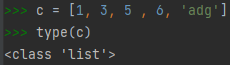 >>> c = [1, 3, 5 , 6, 'adg']
>>> type(c)
<class 'list'>